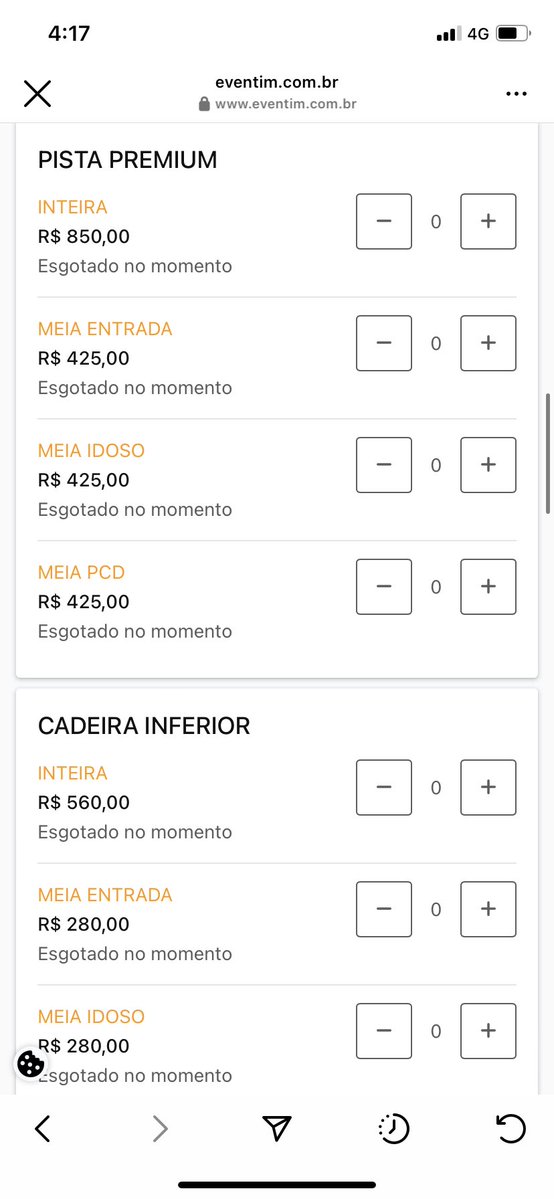 4:17
4G
eventim.com.br
www.eventim.com.br
PISTA PREMIUM
INTEIRA
R$ 850,00
Esgotado no momento
0
MEIA ENTRADA
R$ 425,00
Esgotado no momento
0
MEIA IDOSO
R$ 425,00
Esgotado no momento
0
MEIA PCD
R$ 425,00
Esgotado no momento
0
CADEIRA INFERIOR
INTEIRA
R$ 560,00
Esgotado no momento
0
MEIA ENTRADA
R$ 280,00
Esgotado no momento
0
MEIA IDOSO
R$ 280,00
Esgotado no momento
0